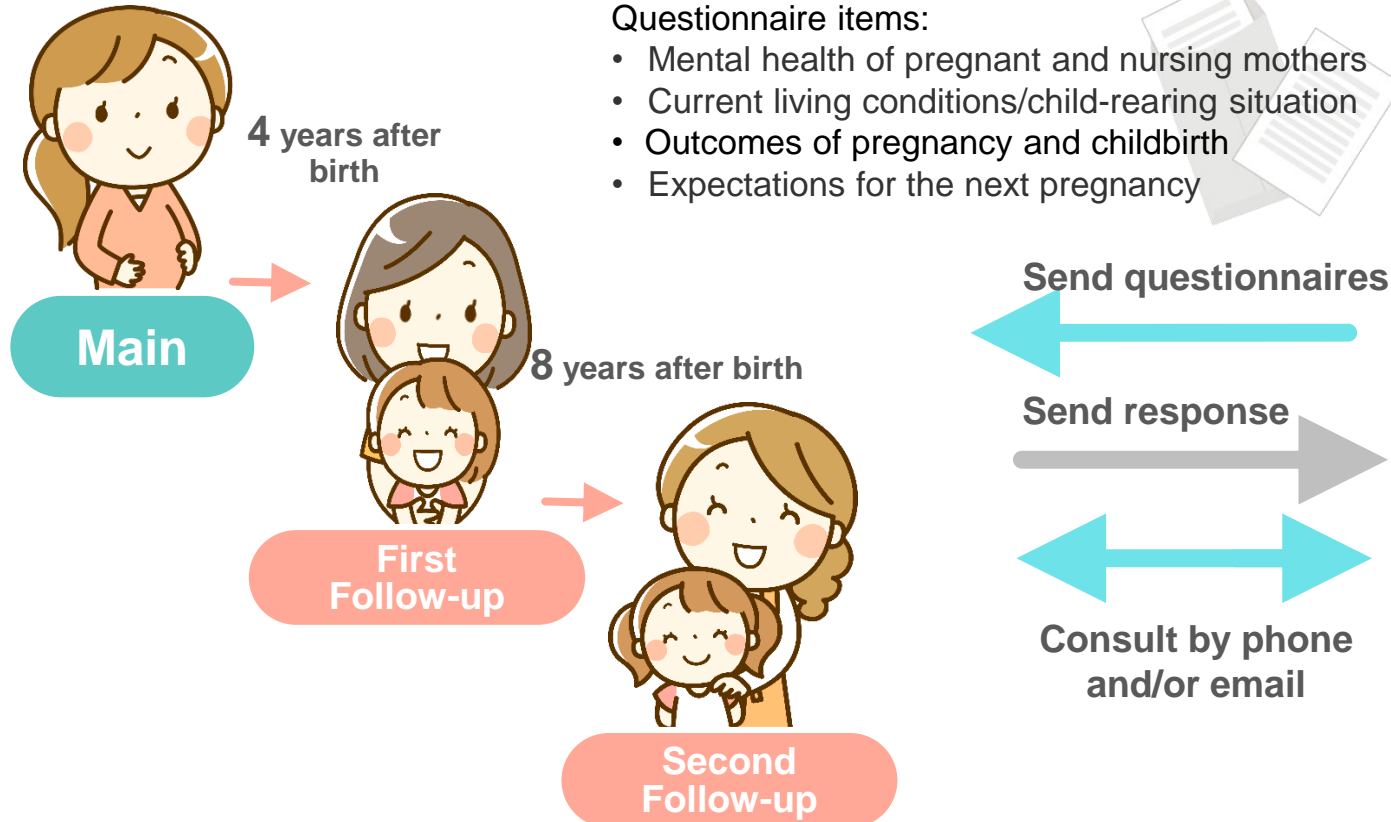 Questionnaire items:
• Mental health of pregnant and nursing mothers
• Current living conditions/child-rearing situation
• Outcomes of pregnancy and childbirth
• Expectations for the next pregnancy
4 years after
birth
Main
8 years after birth
First
Follow-up
Second
Follow-up
Send questionnaires
Send response
Consult by phone
and/or email